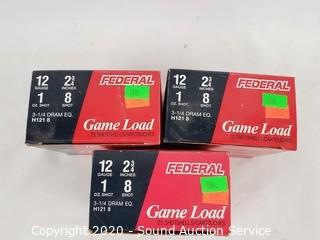 12 2¾
GAUGE INCHES
1 8
OZ. SHOT SHOT
3-1/4 DRAM EQ.
H121 8
FEDERAL
Game Load
25 SHOTSHELLS/CARTOUCHES
12 2¾
GAUGE INCHES
1 8
OZ. SHOT SHOT
3-1/4 DRAM EQ.
H121 8
FEDERAL
Game Load
25 SHOTSHELLS/CARTOUCHES
12 2¾
GAUGE INCHES
1 8
OZ. SHOT SHOT
3-1/4 DRAM EQ.
H121 8
FEDERAL
Game Load
25 SHOTSHELLS/CARTOUCHES
Copyright 2020 - Sound Auction Service